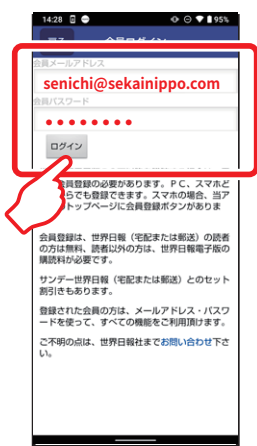 14:28
95%
戻る
会員ログイン
会員メールアドレス
senichi@sekainippo.com
会員パスワード
ログイン
会員登録の必要があります。ＰＣ、スマホど
らでも登録できます。スマホの場合、当ア
トップページに会員登録ボタンがありま
会員登録は、世界日報（宅配または郵送）の読者
の方は無料、読者以外の方は、世界日報電子版の
購読料が必要です。
サンデー世界日報（宅配または郵送）とのセット
割引きもあります。
登録された会員の方は、メールアドレス・パスワ
ードを使って、すべての機能をご利用頂けます。
ご不明の点は、世界日報社までお問い合わせ下さ
い。